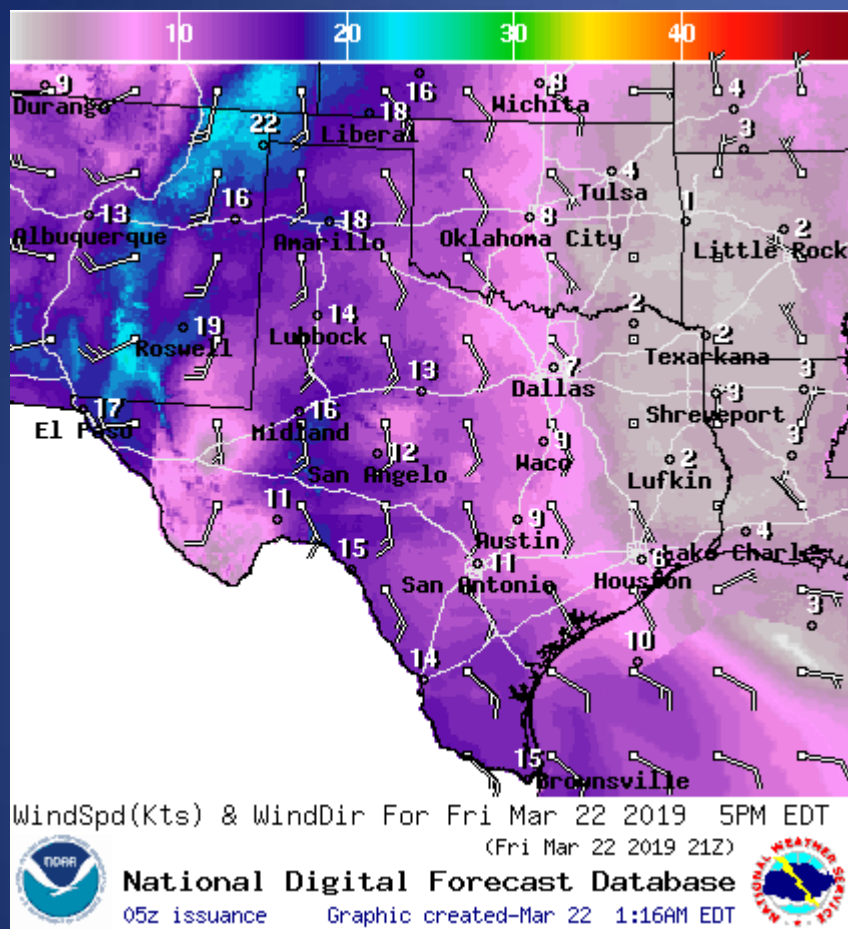 10 20 30 40
9 16 8 4
Durango Wichita
18
Liberal
22 3
4
Tulsa
13 16 18 8 1 2
Albuquerque Amarillo Oklahoma City Little Rock
19 14 2
Roswell Lubbock 2
Texarkana
13 7 3 3
Dallas
17 16 Shreveport
El Paso Midland
12 9 2 3
San Angelo Waco Lufkin
11 9 4
Austin Lake Charles
15 11 8
San Antonio Houston
3
14 10
15
Brownsville
WindSpd(Kts) & WindDir For Fri Mar 22 2019 5PM EDT
(Fri Mar 22 2019 21Z)
NOAA
National Digital Forecast Database
05z issuance Graphic created-Mar 22 1:16AM EDT
NATIONAL WEATHER SERVICE